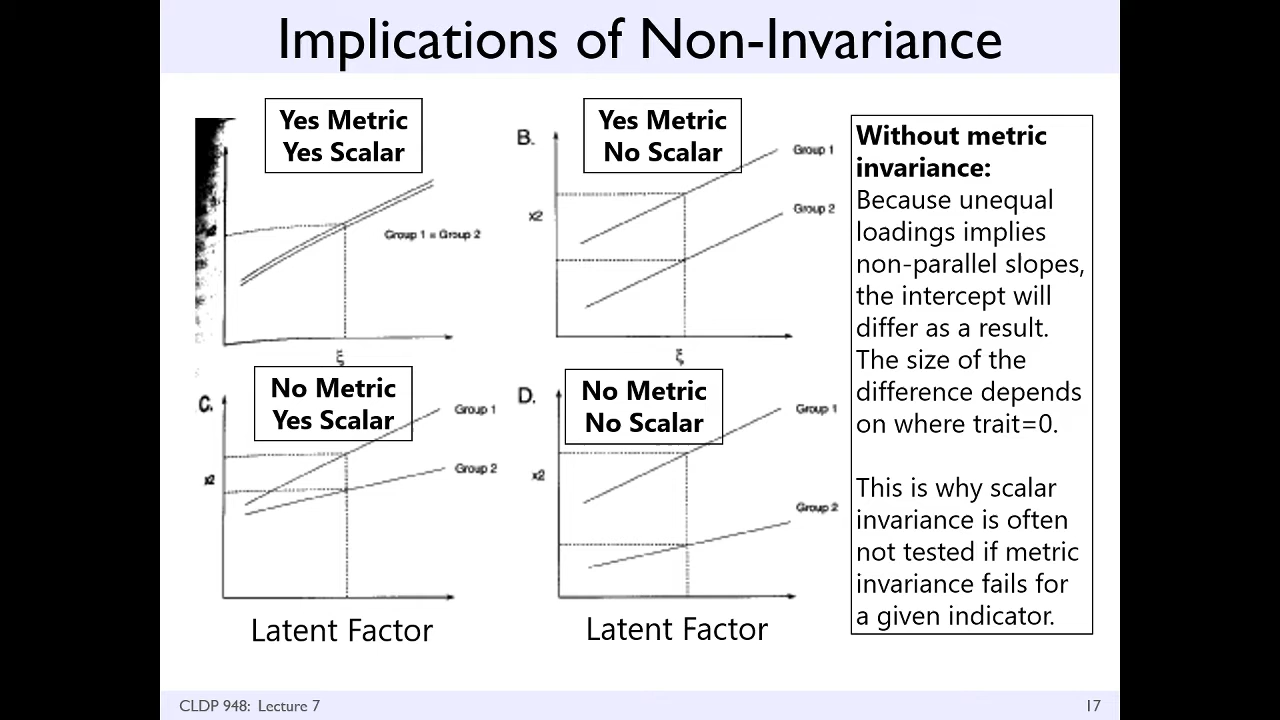 Implications of Non-Invariance
Yes Metric
Yes Scalar
Group 1 = Group 2
ξ
B.
Yes Metric
No Scalar
Group 1
Group 2
x2
ξ
C.
No Metric
Yes Scalar
Group 1
Group 2
x2
Latent Factor
D.
No Metric
No Scalar
Group 1
Group 2
x2
Latent Factor
Without metric
invariance:
Because unequal
loadings implies
non-parallel slopes,
the intercept will
differ as a result.
The size of the
difference depends
on where trait=0.
This is why scalar
invariance is often
not tested if metric
invariance fails for
a given indicator.
CLDP 948: Lecture 7
17